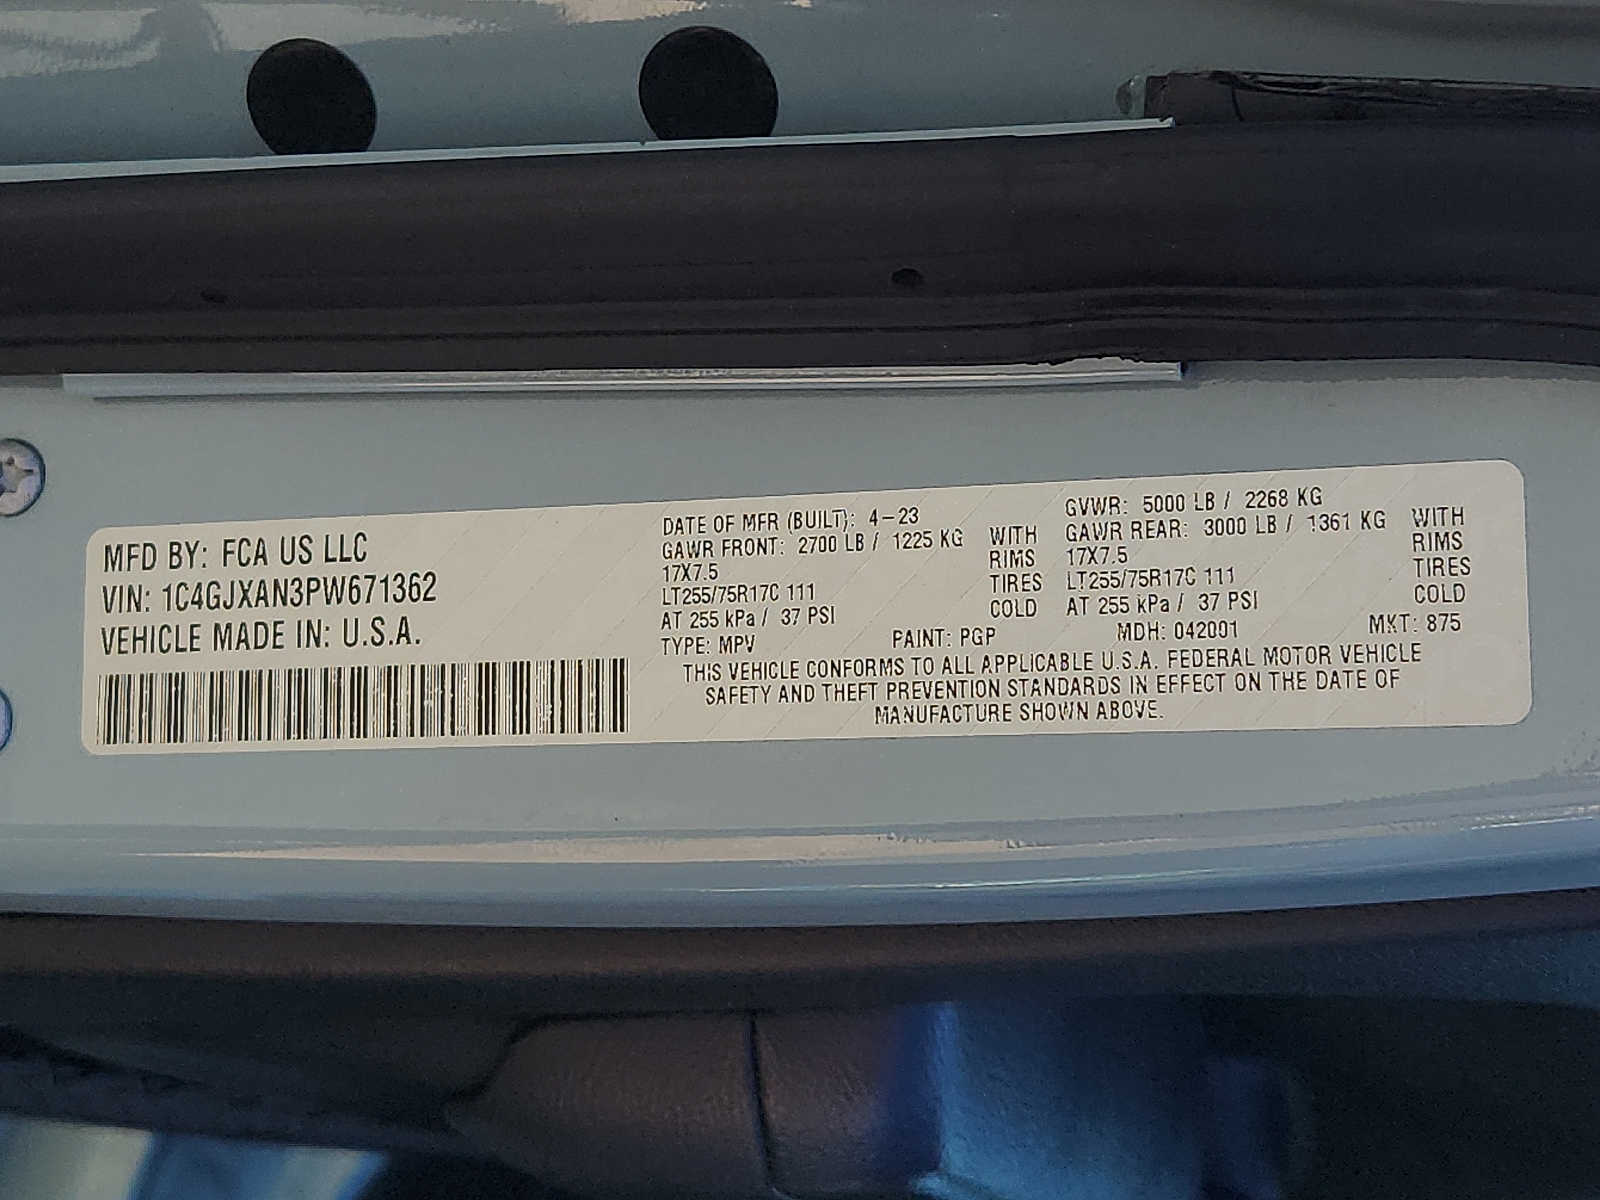 MFD BY: FCA US LLC
VIN: 1C4GJXAN3PW671362
VEHICLE MADE IN: U.S.A.
DATE OF MFR (BUILT): 4-23
GAWR FRONT: 2700 LB / 1225 KG WITH
17X7.5 RIMS
LT255/75R17C 111 TIRES
AT 255 kPa / 37 PSI COLD
GVWR: 5000 LB / 2268 KG
GAWR REAR: 3000 LB / 1361 KG WITH
17X7.5 RIMS
LT255/75R17C 111 TIRES
AT 255 kPa / 37 PSI COLD
TYPE: MPV PAINT: PGP MDH: 042001 MKT: 875
THIS VEHICLE CONFORMS TO ALL APPLICABLE U.S.A. FEDERAL MOTOR VEHICLE
SAFETY AND THEFT PREVENTION STANDARDS IN EFFECT ON THE DATE OF
MANUFACTURE SHOWN ABOVE.